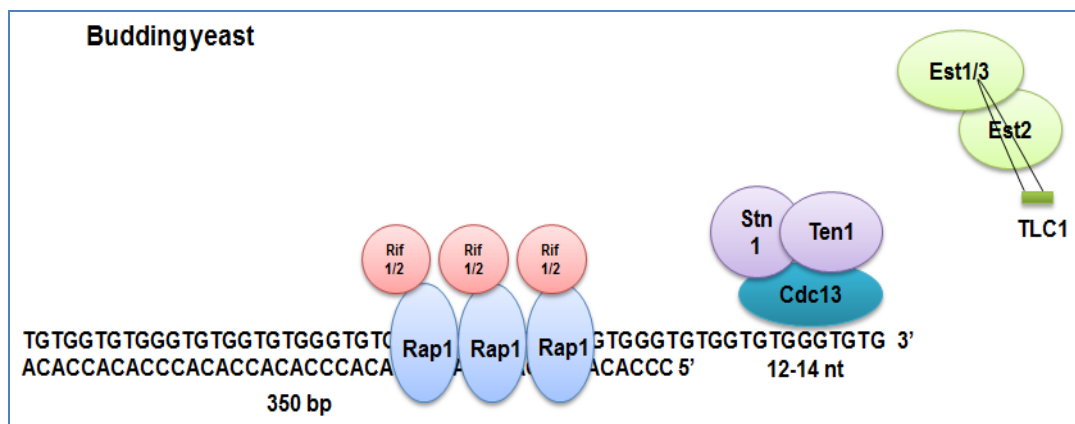 Buddingyeast
Est1/3
Est2
TLC1
Stn
1
Ten1
Cdc13
Rif
1/2
Rif
1/2
Rif
1/2
Rap1
Rap1
Rap1
TGTGGTGTGGGTGTGGTGTGGGTGT GTGGGTGTGGTGTGGGTGTG 3’
ACACCACACCCACACCACACCCACA ACACCC 5’
12-14 nt
350 bp